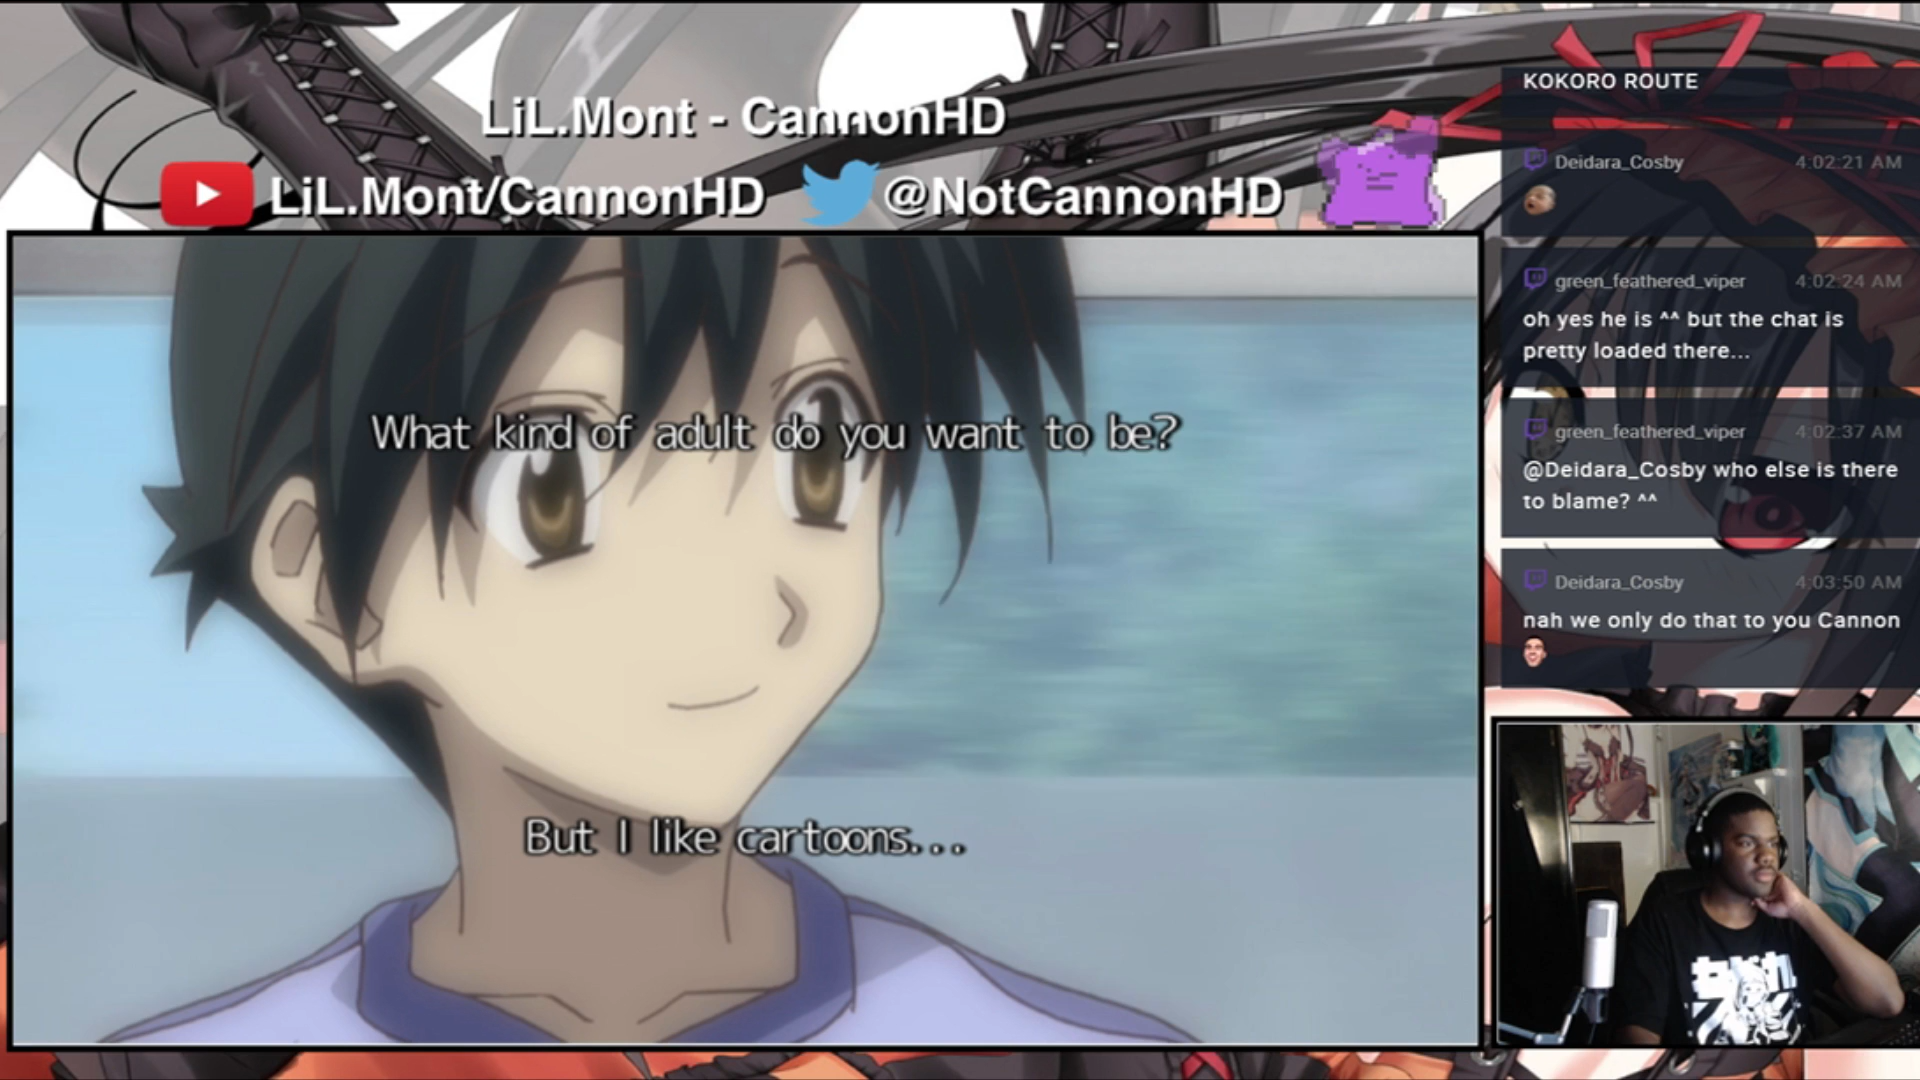 LiL.Mont - CannonHD
LiL.Mont/CannonHD @NotCannonHD
What kind of adult do you want to be?
But I like cartoons...
KOKORO ROUTE
Deidara_Cosby 4:02:21 AM
green_feathered_viper 4:02:24 AM
oh yes he is ^^ but the chat is
pretty loaded there...
green_feathered_viper 4:02:37 AM
@Deidara_Cosby who else is there
to blame? ^^
Deidara_Cosby 4:03:50 AM
nah we only do that to you Cannon